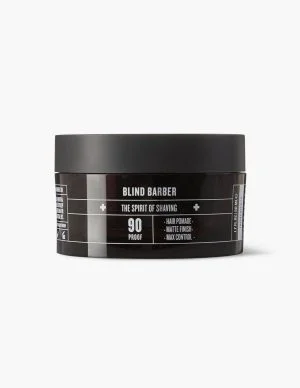 BLIND BARBER
THE SPIRIT OF SHAVING
90
PROOF
- HAIR POMADE -
- MATTE FINISH -
- MAX CONTROL -